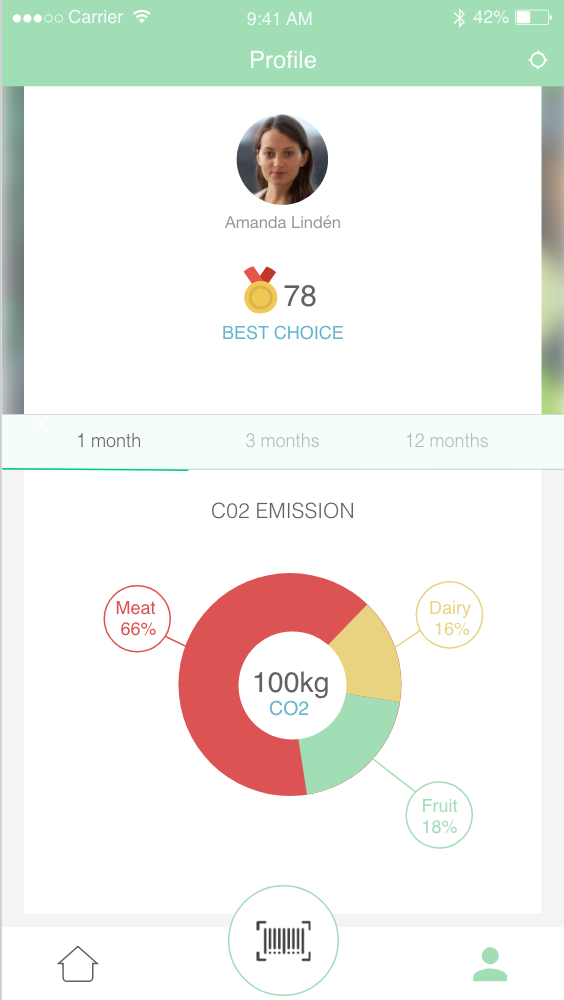 Carrier 9:41 AM 42%
Profile
Amanda Lindén
78
BEST CHOICE
1 month 3 months 12 months
C02 EMISSION
Meat
66%
Dairy
16%
100kg
CO2
Fruit
18%